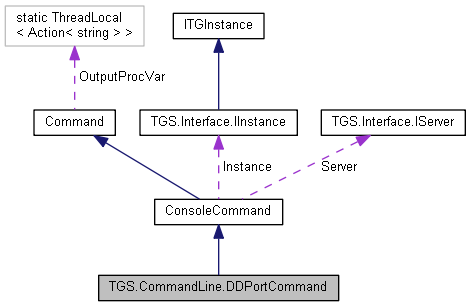 static ThreadLocal
< Action< string > >
ITGInstance
OutputProcVar
Command
TGS.Interface.IInstance
TGS.Interface.IServer
Instance
Server
ConsoleCommand
TGS.CommandLine.DDPortCommand